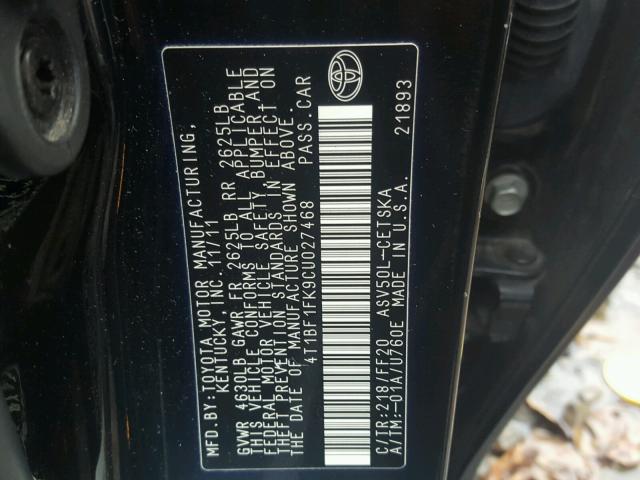 MFD.BY:TOYOTA MOTOR MANUFACTURING,
KENTUCKY, INC. 11/11
GVWR 4630LB GAWR FR 2625LB RR 2625LB
THIS VEHICLE CONFORMS TO ALL APPLICABLE
FEDERAL MOTOR VEHICLE SAFETY, BUMPER AND
THEFT PREVENTION STANDARDS IN EFFECT ON
THE DATE OF MANUFACTURE SHOWN ABOVE.
4T1BF1FK9CU027468 PASS.CAR
C/TR:218/FF20 ASV50L-CETSKA
A/TM:-01A/U760E MADE IN U.S.A. 21893